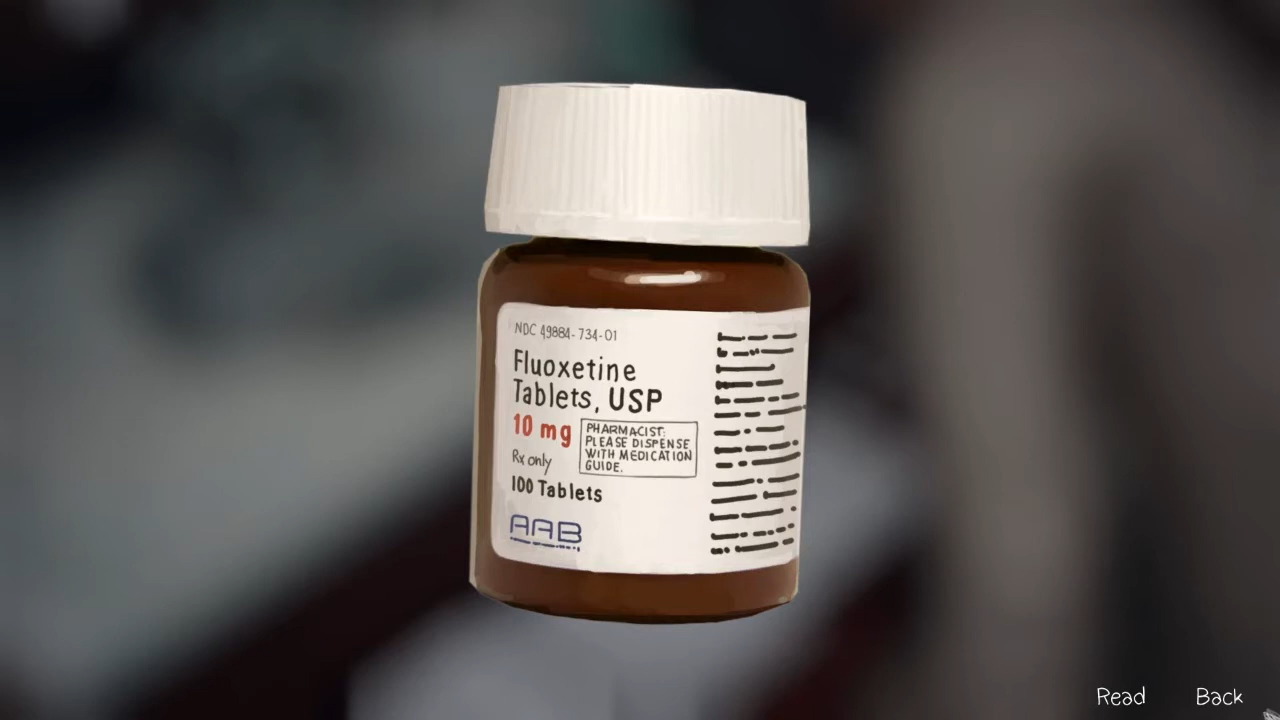 NDC 49884-734-01
Fluoxetine
Tablets, USP
10 mg
PHARMACIST:
PLEASE DISPENSE
WITH MEDICATION
GUIDE.
Rx only
100 Tablets
AAB
Read
Back